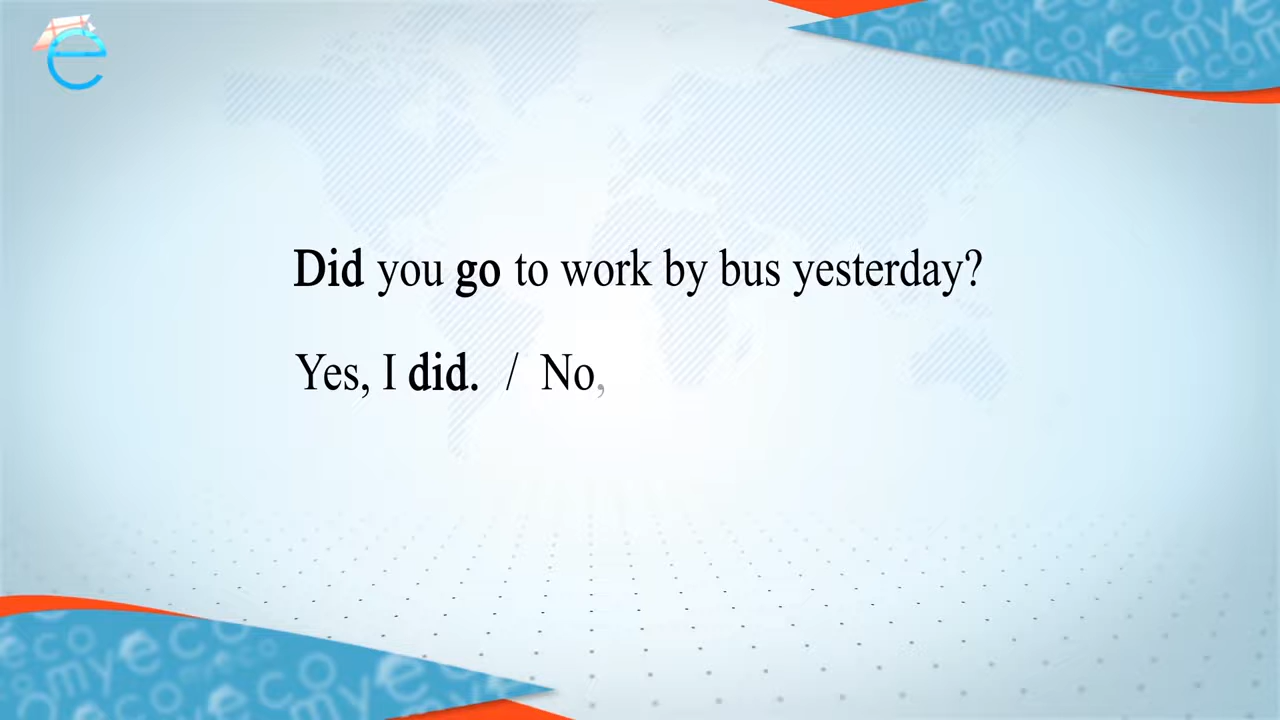 Did you go to work by bus yesterday?
Yes, I did. / No,